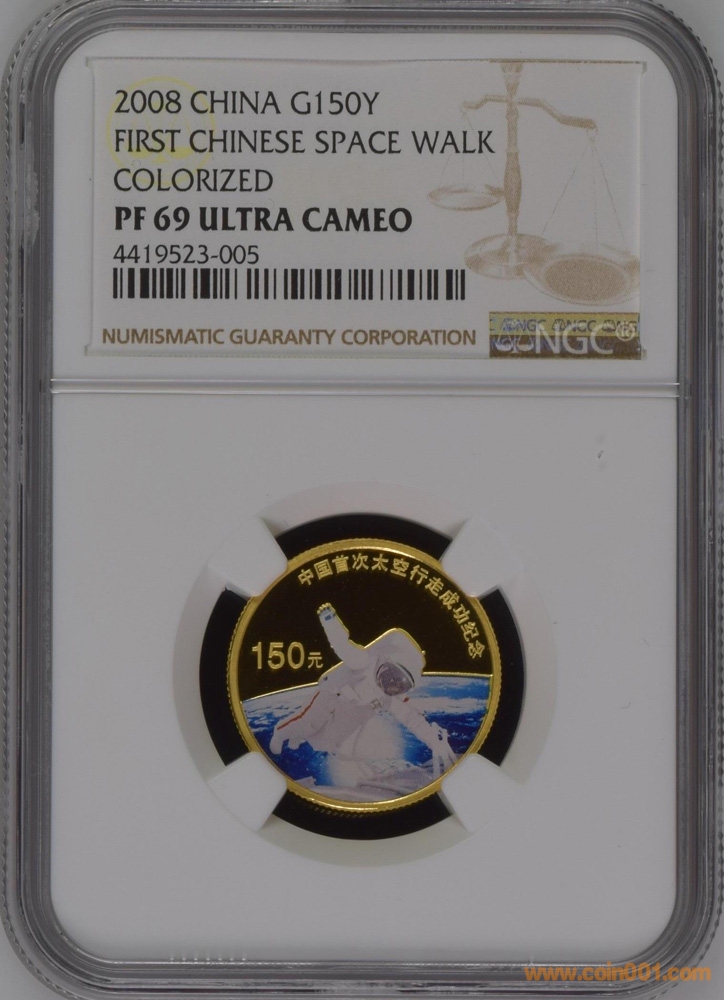 2008 CHINA G150Y
FIRST CHINESE SPACE WALK
COLORIZED
PF 69 ULTRA CAMEO
4419523-005
NUMISMATIC GUARANTY CORPORATION
NGC®
中国首次太空行走成功纪念
150元
www.coin001.com